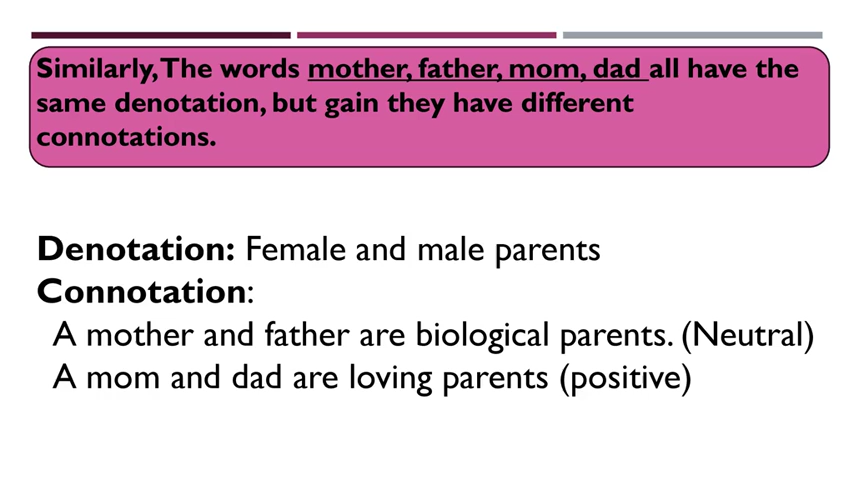 Similarly, The words mother, father, mom, dad all have the
same denotation, but gain they have different
connotations.
Denotation: Female and male parents
Connotation:
A mother and father are biological parents. (Neutral)
A mom and dad are loving parents (positive)